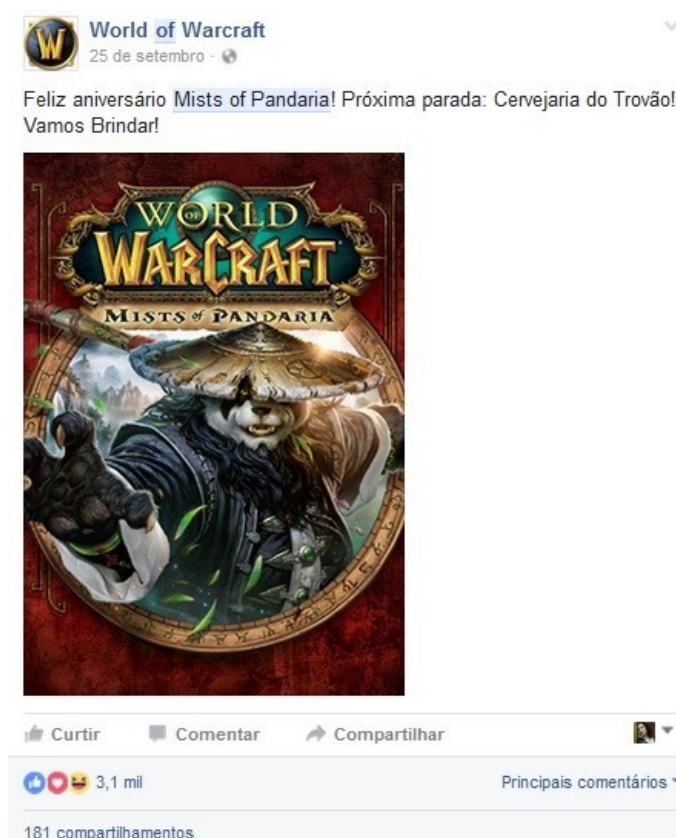 World of Warcraft
25 de setembro
Feliz aniversário Mists of Pandaria! Próxima parada: Cervejaria do Trovão!
Vamos Brindar!
WORLD
OF
WARCRAFT
MISTS of PANDARIA
Curtir Comentar Compartilhar
3,1 mil Principais comentários
181 compartilhamentos